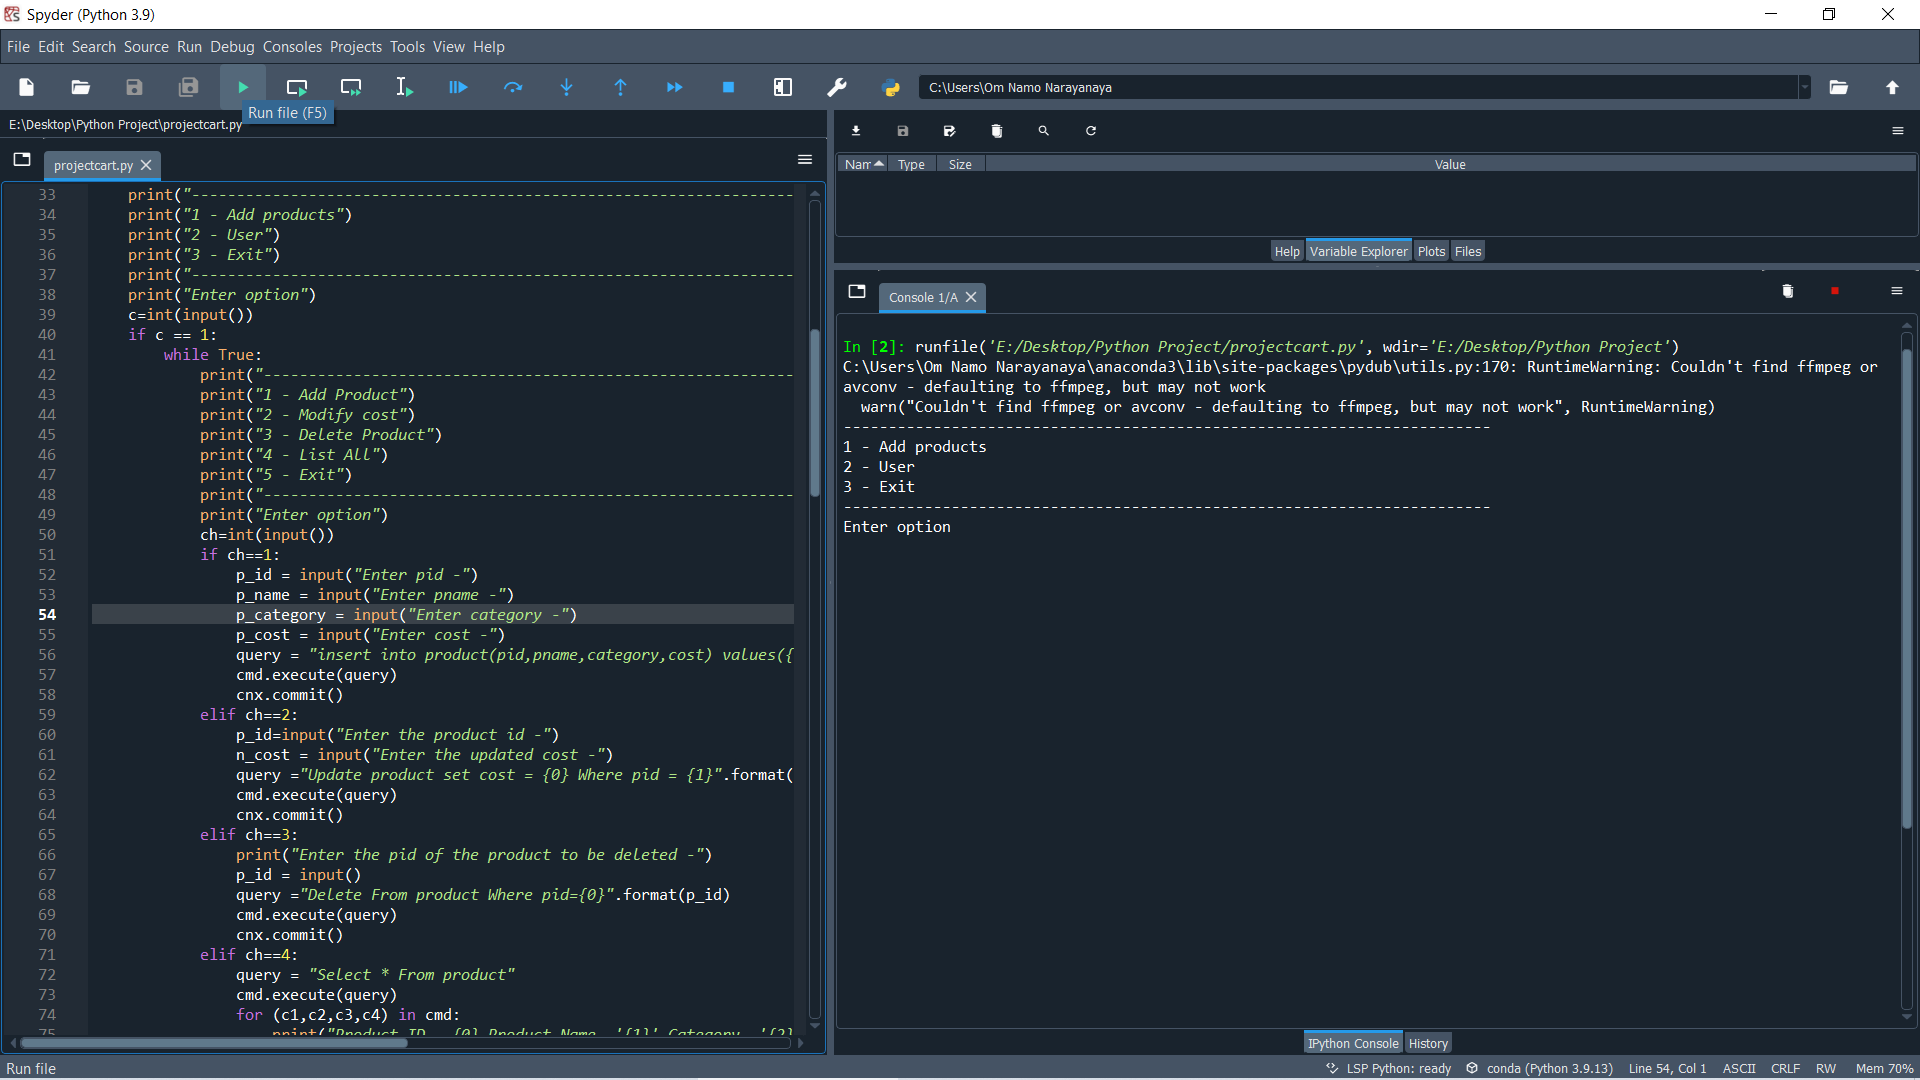 Spyder (Python 3.9)
File Edit Search Source Run Debug Consoles Projects Tools View Help
C:\Users\Om Namo Narayanaya
Run file (F5)
E:\Desktop\Python Project\projectcart.py
projectcart.py
33 print("-------------------------------------------------------------------
34 print("1 - Add products")
35 print("2 - User")
36 print("3 - Exit")
37 print("-------------------------------------------------------------------
38 print("Enter option")
39 c=int(input())
40 if c == 1:
41 while True:
42 print("-----------------------------------------------------------
43 print("1 - Add Product")
44 print("2 - Modify cost")
45 print("3 - Delete Product")
46 print("4 - List All")
47 print("5 - Exit")
48 print("-----------------------------------------------------------
49 print("Enter option")
50 ch=int(input())
51 if ch==1:
52 p_id = input("Enter pid -")
53 p_name = input("Enter pname -")
54 p_category = input("Enter category -")
55 p_cost = input("Enter cost -")
56 query = "insert into product(pid,pname,category,cost) values({
57 cmd.execute(query)
58 cnx.commit()
59 elif ch==2:
60 p_id=input("Enter the product id -")
61 n_cost = input("Enter the updated cost -")
62 query ="Update product set cost = {0} Where pid = {1}".format(
63 cmd.execute(query)
64 cnx.commit()
65 elif ch==3:
66 print("Enter the pid of the product to be deleted -")
67 p_id = input()
68 query ="Delete From product Where pid={0}".format(p_id)
69 cmd.execute(query)
70 cnx.commit()
71 elif ch==4:
72 query = "Select * From product"
73 cmd.execute(query)
74 for (c1,c2,c3,c4) in cmd:
75 print("Product ID - {0} Product Name -'{1}' Category -'{2}
Nam Type Size Value
Help Variable Explorer Plots Files
Console 1/A
In [2]: runfile('E:/Desktop/Python Project/projectcart.py', wdir='E:/Desktop/Python Project')
C:\Users\Om Namo Narayanaya\anaconda3\lib\site-packages\pydub\utils.py:170: RuntimeWarning: Couldn't find ffmpeg or
avconv - defaulting to ffmpeg, but may not work
warn("Couldn't find ffmpeg or avconv - defaulting to ffmpeg, but may not work", RuntimeWarning)
------------------------------------------------------------------------
1 - Add products
2 - User
3 - Exit
------------------------------------------------------------------------
Enter option
IPython Console History
Run file
LSP Python: ready conda (Python 3.9.13) Line 54, Col 1 ASCII CRLF RW Mem 70%